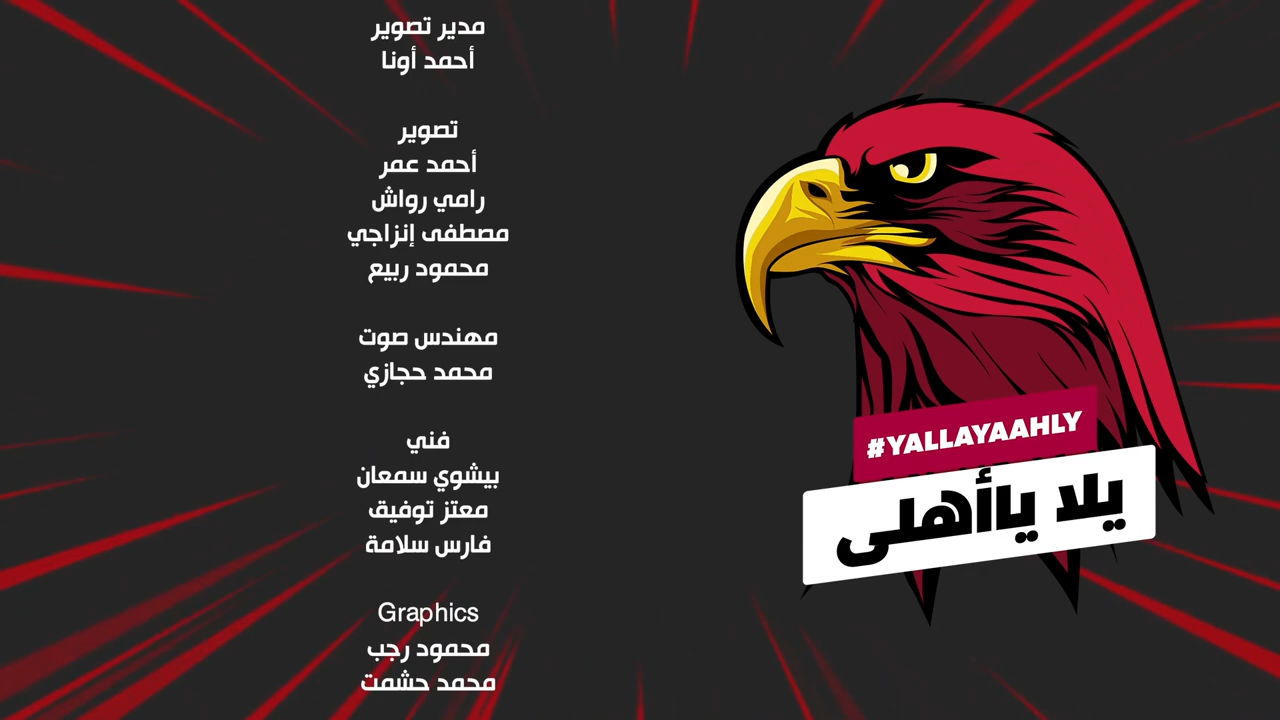 مدير تصوير
أحمد أونا
تصوير
أحمد عمر
رامي رواش
مصطفى إنزاجي
محمود ربيع
مهندس صوت
محمد حجازي
فني
بيشوي سمعان
معتز توفيق
فارس سلامة
Graphics
محمود رجب
محمد حشمت
#YALLAYAAHLY
يلا ياأهلى